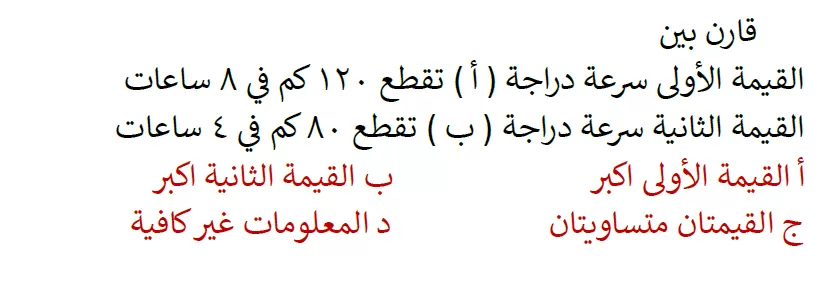 قارن بين
القيمة الأولى سرعة دراجة ( أ ) تقطع ١٢٠ كم في ٨ ساعات
القيمة الثانية سرعة دراجة ( ب ) تقطع ٨٠ كم في ٤ ساعات
أ القيمة الأولى اكبر ب القيمة الثانية اكبر
ج القيمتان متساويتان د المعلومات غير كافية